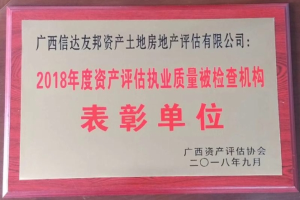 广西信达友邦资产土地房地产评估有限公司：
2018年度资产评估执业质量被检查机构
表彰单位
广西资产评估协会
二〇一八年九月